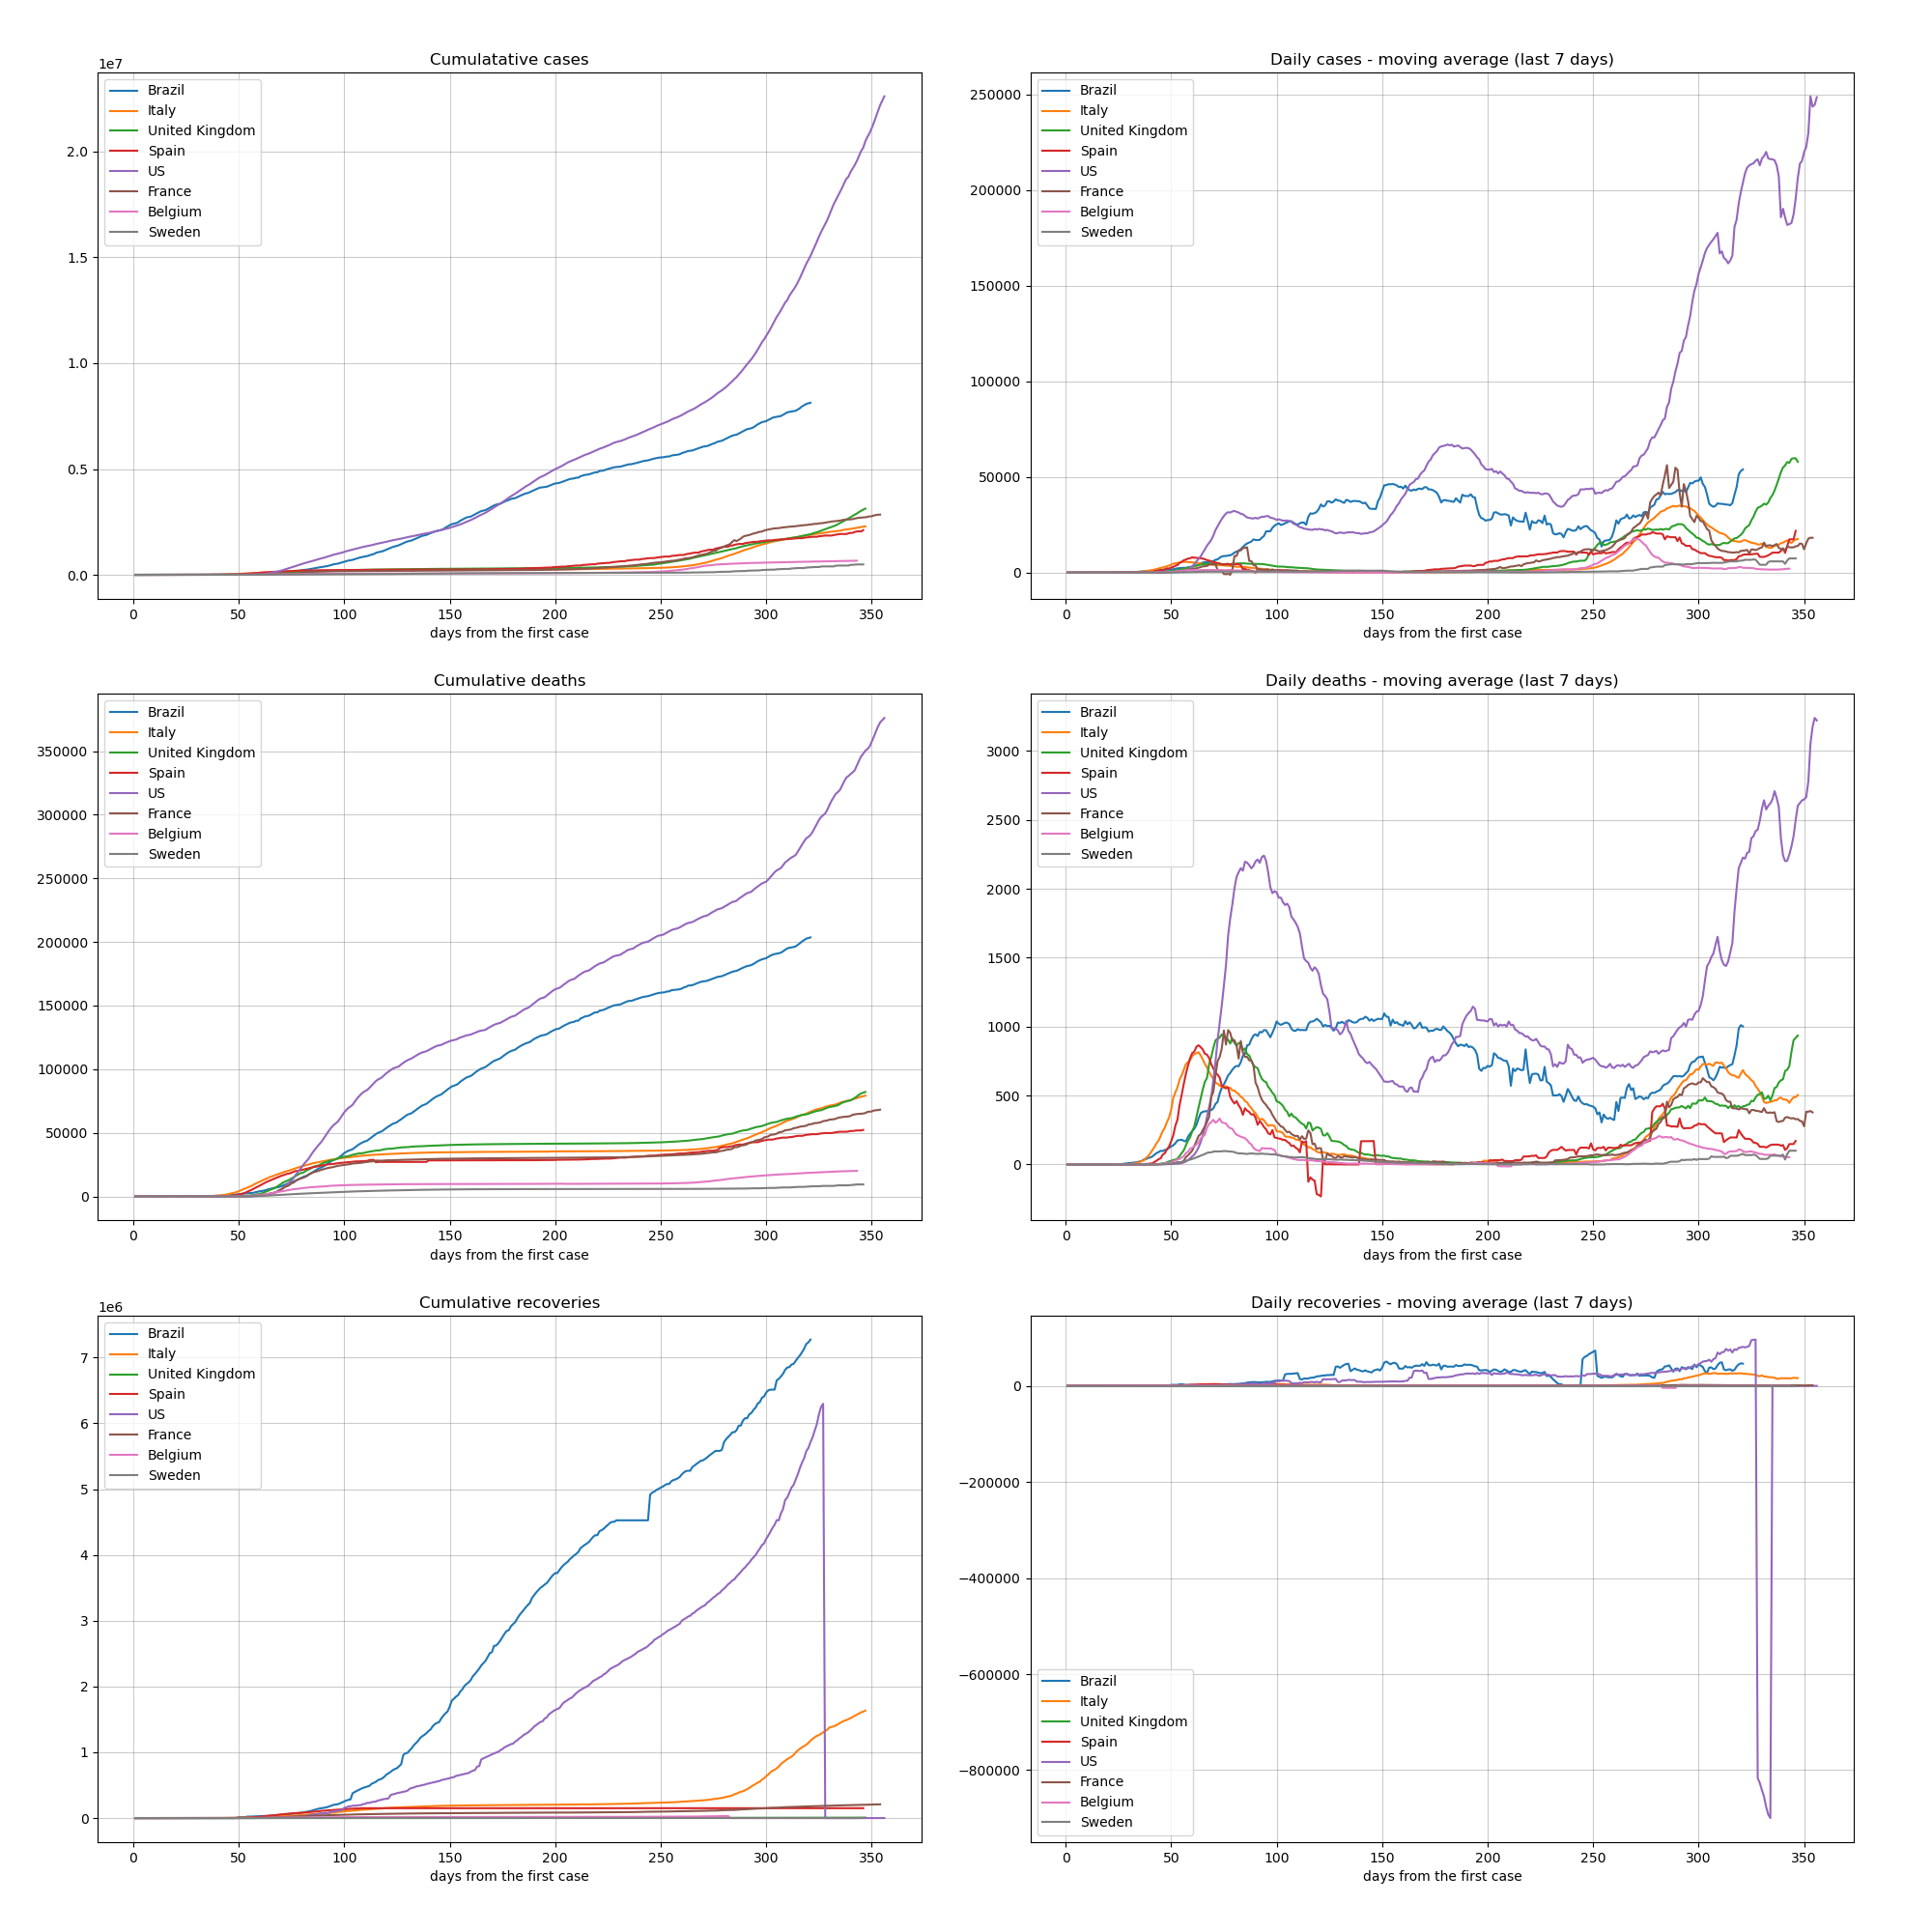 Cumulatative cases
1e7
2.0
1.5
1.0
0.5
0.0
0 50 100 150 200 250 300 350
days from the first case
Brazil
Italy
United Kingdom
Spain
US
France
Belgium
Sweden
Daily cases - moving average (last 7 days)
250000
200000
150000
100000
50000
0
0 50 100 150 200 250 300 350
days from the first case
Brazil
Italy
United Kingdom
Spain
US
France
Belgium
Sweden
Cumulative deaths
350000
300000
250000
200000
150000
100000
50000
0
0 50 100 150 200 250 300 350
days from the first case
Brazil
Italy
United Kingdom
Spain
US
France
Belgium
Sweden
Daily deaths - moving average (last 7 days)
3000
2500
2000
1500
1000
500
0
0 50 100 150 200 250 300 350
days from the first case
Brazil
Italy
United Kingdom
Spain
US
France
Belgium
Sweden
Cumulative recoveries
1e6
7
6
5
4
3
2
1
0
0 50 100 150 200 250 300 350
days from the first case
Brazil
Italy
United Kingdom
Spain
US
France
Belgium
Sweden
Daily recoveries - moving average (last 7 days)
0
−200000
−400000
−600000
−800000
0 50 100 150 200 250 300 350
days from the first case
Brazil
Italy
United Kingdom
Spain
US
France
Belgium
Sweden